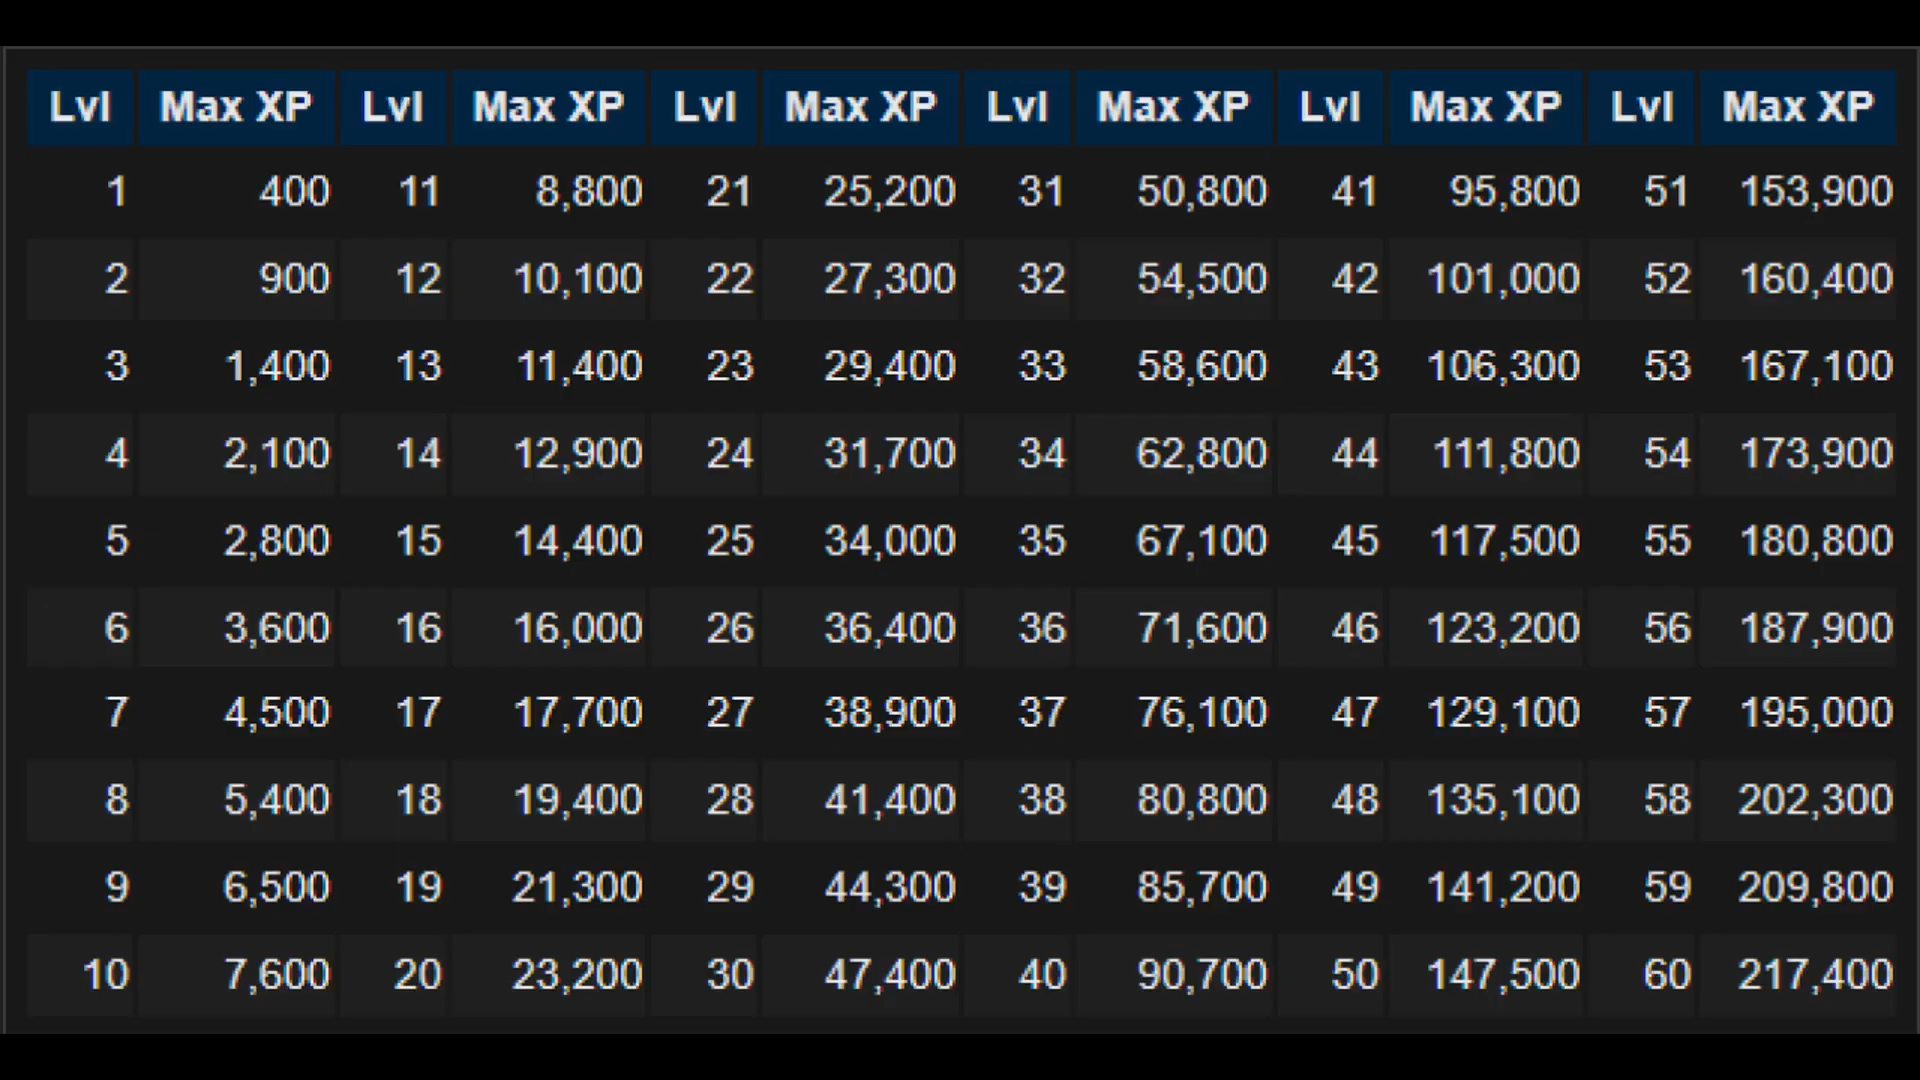 Lvl Max XP Lvl Max XP Lvl Max XP Lvl Max XP Lvl Max XP Lvl Max XP
1 400 11 8,800 21 25,200 31 50,800 41 95,800 51 153,900
2 900 12 10,100 22 27,300 32 54,500 42 101,000 52 160,400
3 1,400 13 11,400 23 29,400 33 58,600 43 106,300 53 167,100
4 2,100 14 12,900 24 31,700 34 62,800 44 111,800 54 173,900
5 2,800 15 14,400 25 34,000 35 67,100 45 117,500 55 180,800
6 3,600 16 16,000 26 36,400 36 71,600 46 123,200 56 187,900
7 4,500 17 17,700 27 38,900 37 76,100 47 129,100 57 195,000
8 5,400 18 19,400 28 41,400 38 80,800 48 135,100 58 202,300
9 6,500 19 21,300 29 44,300 39 85,700 49 141,200 59 209,800
10 7,600 20 23,200 30 47,400 40 90,700 50 147,500 60 217,400